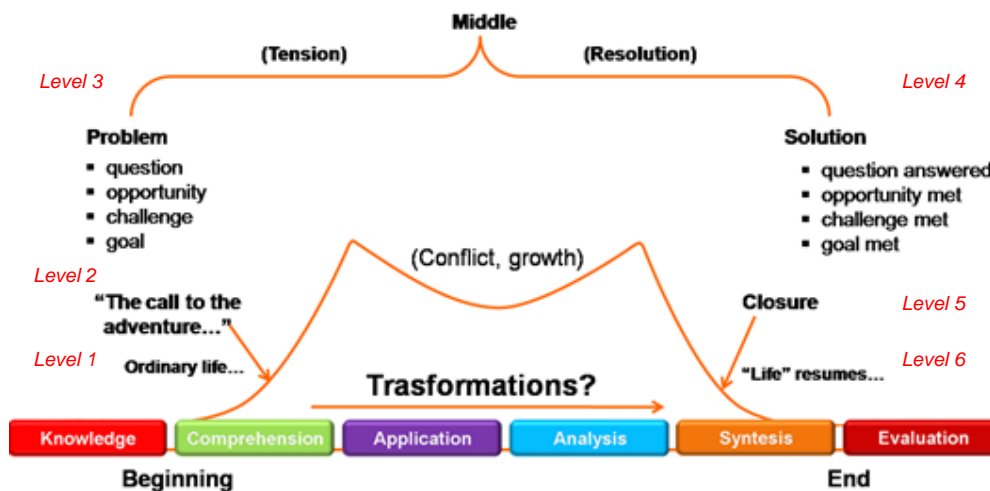 Middle
(Tension)
(Resolution)
Level 3
Level 4
Problem
▪ question
▪ opportunity
▪ challenge
▪ goal
Solution
▪ question answered
▪ opportunity met
▪ challenge met
▪ goal met
(Conflict, growth)
Level 2
“The call to the
adventure…”
Closure
Level 5
Level 1
Ordinary life…
“Life” resumes…
Level 6
Trasformations?
Knowledge
Comprehension
Application
Analysis
Syntesis
Evaluation
Beginning
End